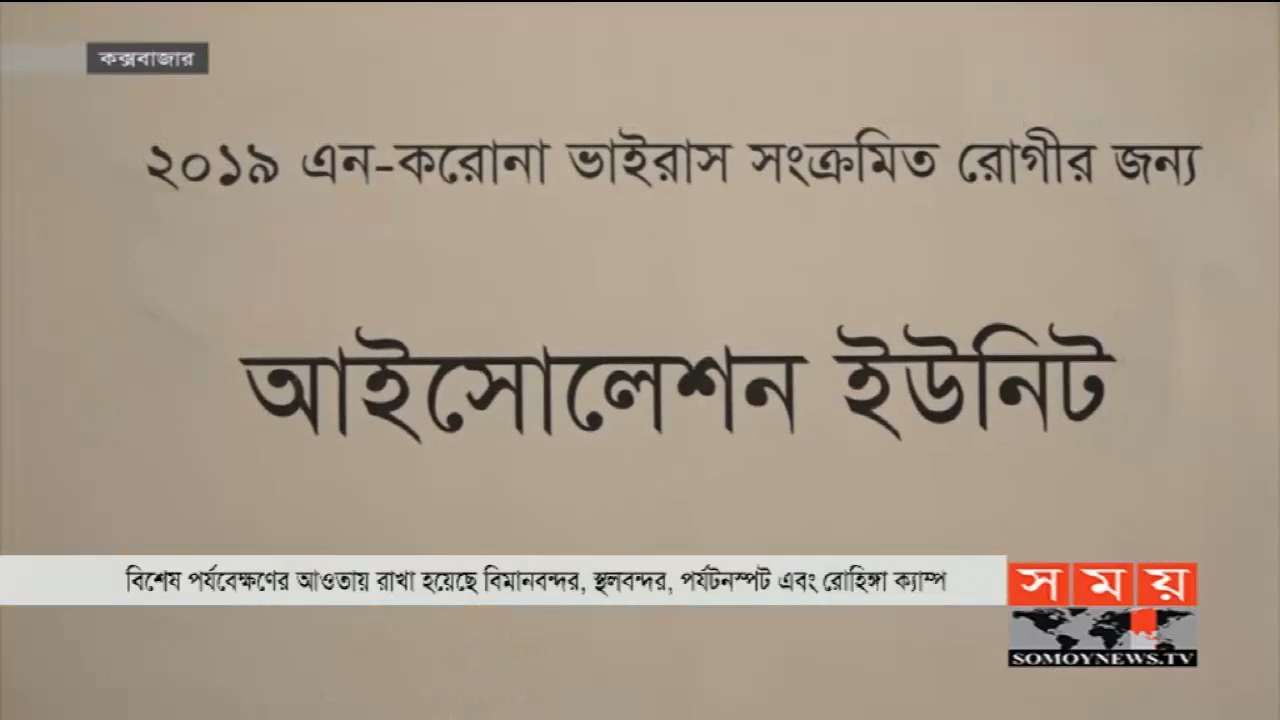 কক্সবাজার
২০১৯ এন-করোনা ভাইরাস সংক্রমিত রোগীর জন্য
আইসোলেশন ইউনিট
বিশেষ পর্যবেক্ষণের আওতায় রাখা হয়েছে বিমানবন্দর, স্থলবন্দর, পর্যটনস্পট এবং রোহিঙ্গা ক্যাম্প
সময়
SOMOYNEWS.TV